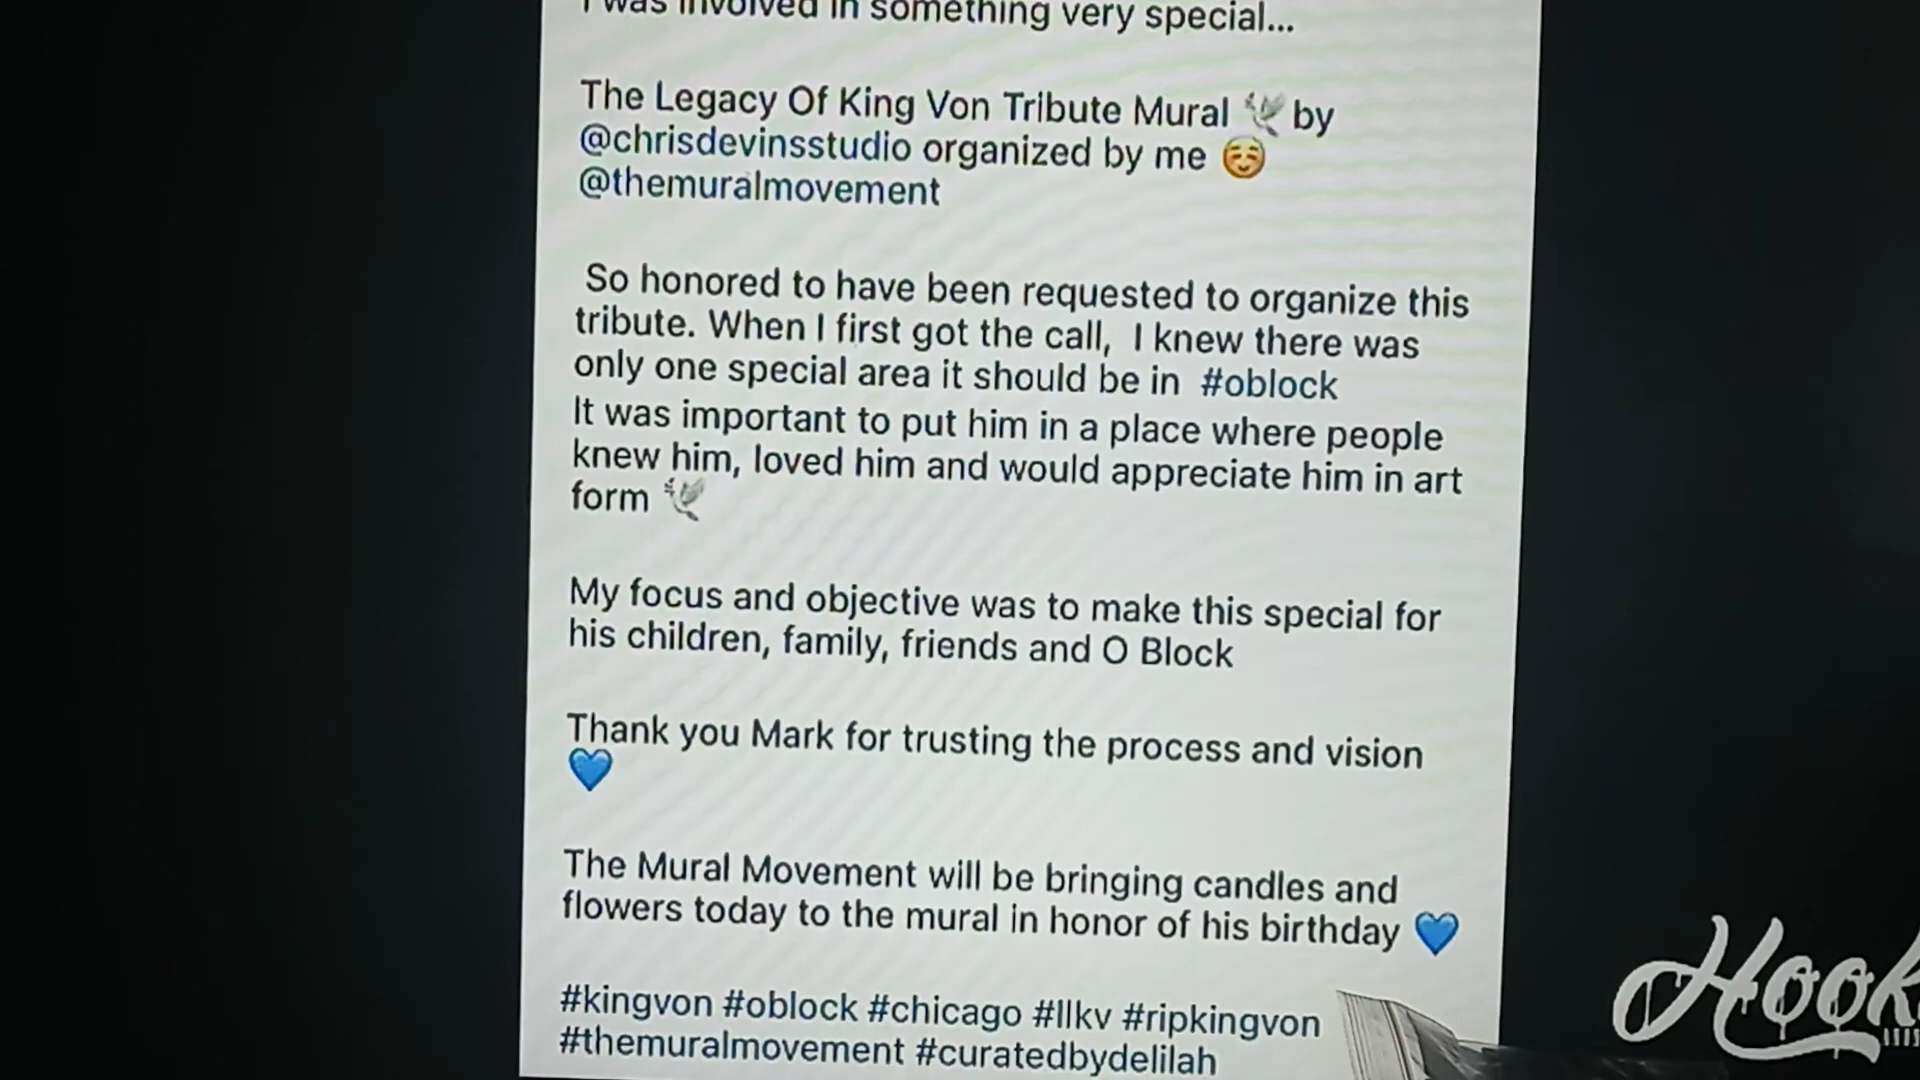 I was involved in something very special...
The Legacy Of King Von Tribute Mural 🕊 by
@chrisdevinsstudio organized by me ☺️
@themuralmovement
So honored to have been requested to organize this
tribute. When I first got the call, I knew there was
only one special area it should be in #oblock
It was important to put him in a place where people
knew him, loved him and would appreciate him in art
form 🕊
My focus and objective was to make this special for
his children, family, friends and O Block
Thank you Mark for trusting the process and vision
💙
The Mural Movement will be bringing candles and
flowers today to the mural in honor of his birthday 💙
#kingvon #oblock #chicago #llkv #ripkingvon
#themuralmovement #curatedbydelilah